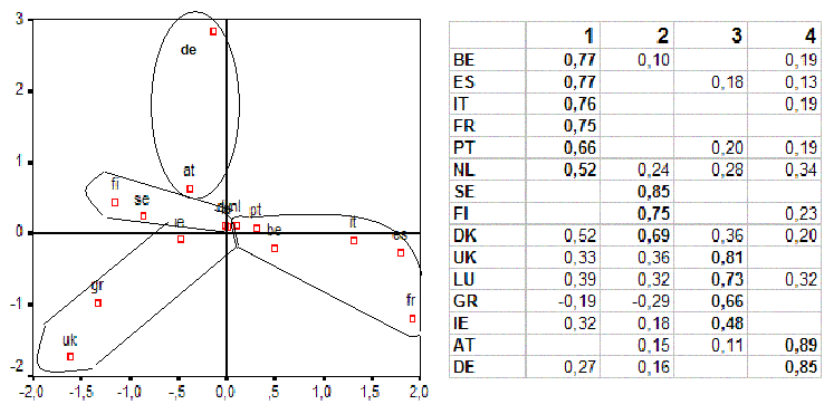 3
de
2
1
at
fi
se
nl
pt
ie
it
be
es
0
gr
-1
fr
uk
-2
-2,0 -1,5 -1,0 -,5 0,0 ,5 1,0 1,5 2,0
1 2 3 4
BE 0,77 0,10 0,19
ES 0,77 0,18 0,13
IT 0,76 0,19
FR 0,75
PT 0,66 0,20 0,19
NL 0,52 0,24 0,28 0,34
SE 0,85
FI 0,75 0,23
DK 0,52 0,69 0,36 0,20
UK 0,33 0,36 0,81
LU 0,39 0,32 0,73 0,32
GR -0,19 -0,29 0,66
IE 0,32 0,18 0,48
AT 0,15 0,11 0,89
DE 0,27 0,16 0,85